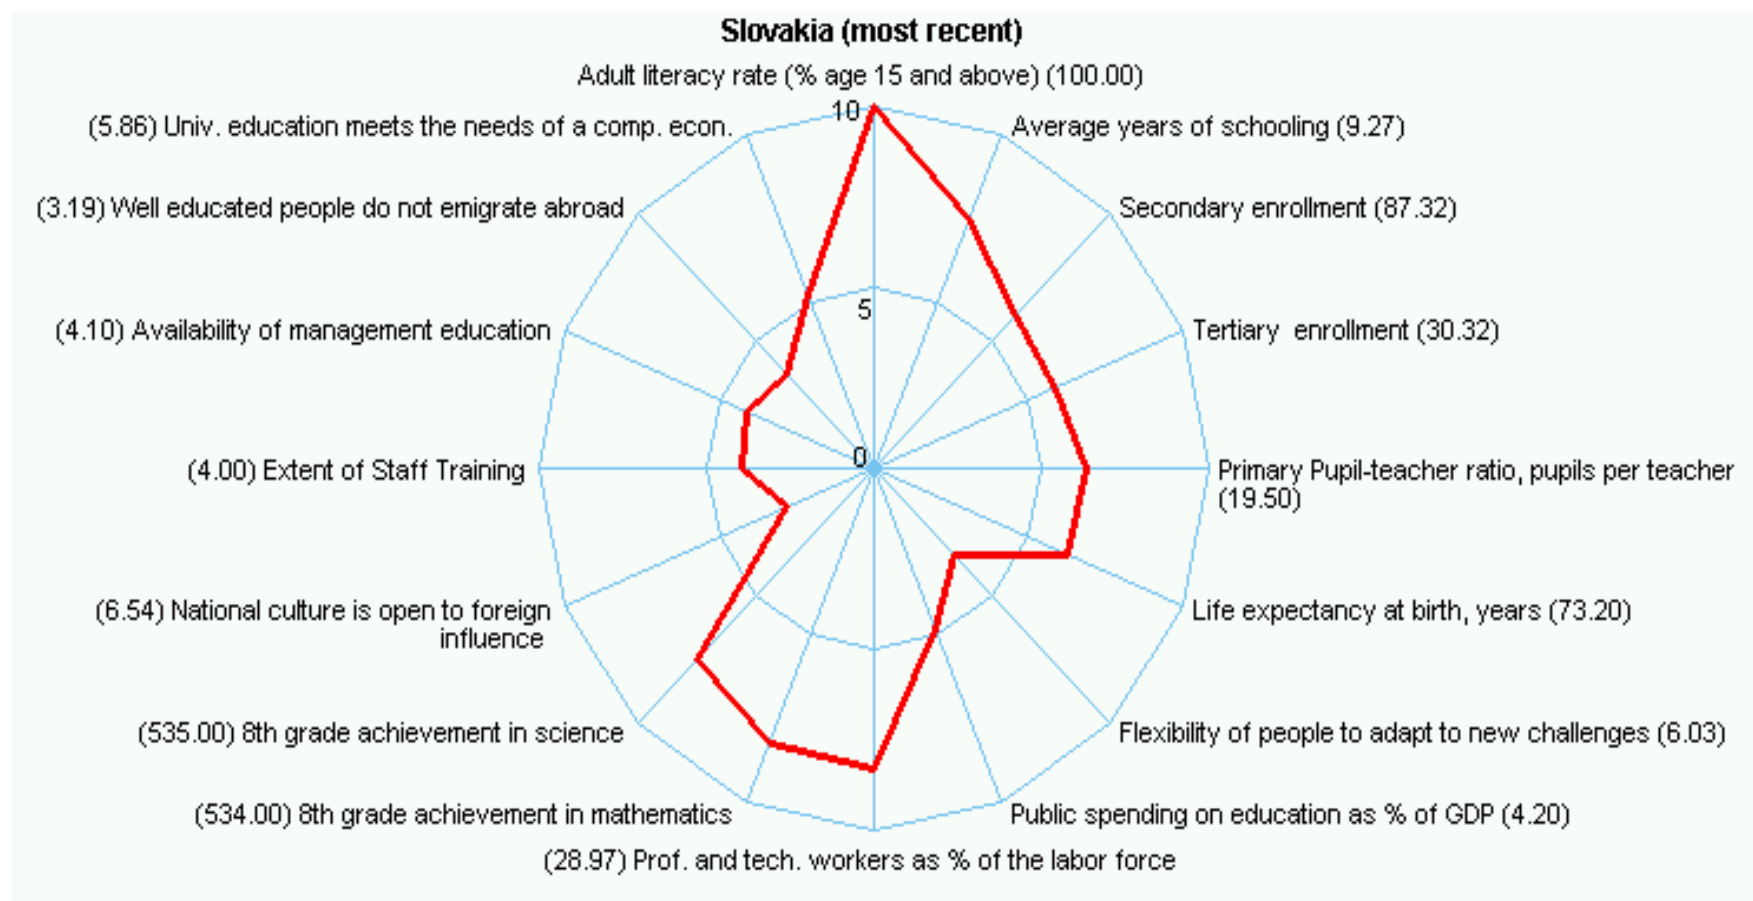 Slovakia (most recent)
Adult literacy rate (% age 15 and above) (100.00)
10
(5.86) Univ. education meets the needs of a comp. econ.
Average years of schooling (9.27)
(3.19) Well educated people do not emigrate abroad
Secondary enrollment (87.32)
5
(4.10) Availability of management education
Tertiary  enrollment (30.32)
0
(4.00) Extent of Staff Training
Primary Pupil-teacher ratio, pupils per teacher
(19.50)
(6.54) National culture is open to foreign
influence
Life expectancy at birth, years (73.20)
(535.00) 8th grade achievement in science
Flexibility of people to adapt to new challenges (6.03)
(534.00) 8th grade achievement in mathematics
Public spending on education as % of GDP (4.20)
(28.97) Prof. and tech. workers as % of the labor force